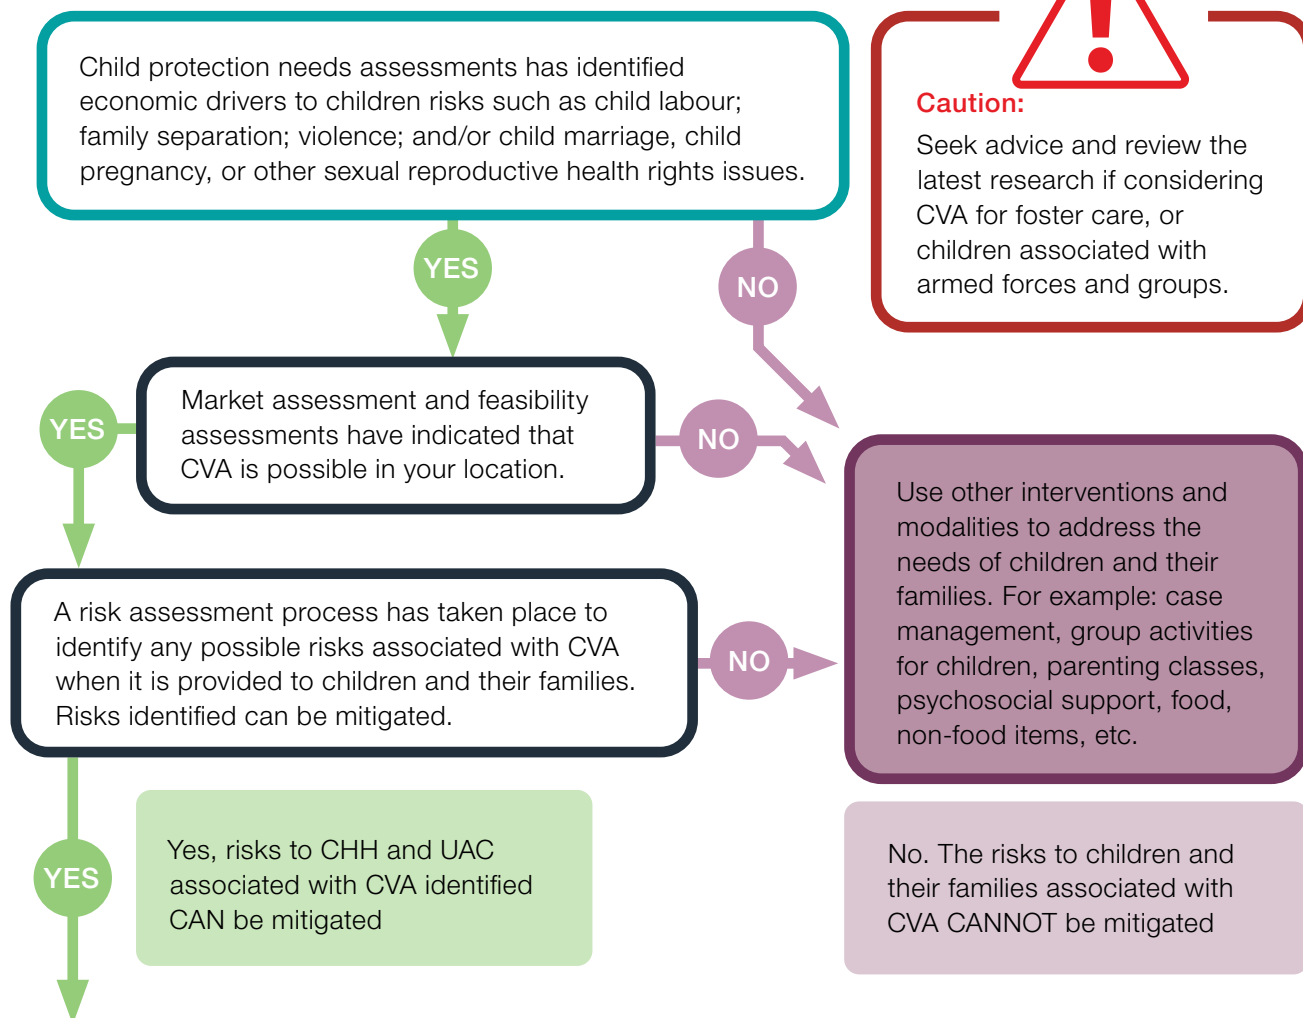 Child protection needs assessments has identified
economic drivers to children risks such as child labour;
family separation; violence; and/or child marriage, child
pregnancy, or other sexual reproductive health rights issues.
!
Caution:
Seek advice and review the
latest research if considering
CVA for foster care, or
children associated with
armed forces and groups.
YES
NO
Market assessment and feasibility
assessments have indicated that
CVA is possible in your location.
YES
NO
Use other interventions and
modalities to address the
needs of children and their
families. For example: case
management, group activities
for children, parenting classes,
psychosocial support, food,
non-food items, etc.
A risk assessment process has taken place to
identify any possible risks associated with CVA
when it is provided to children and their families.
Risks identified can be mitigated.
NO
YES
Yes, risks to CHH and UAC
associated with CVA identified
CAN be mitigated
No. The risks to children and
their families associated with
CVA CANNOT be mitigated